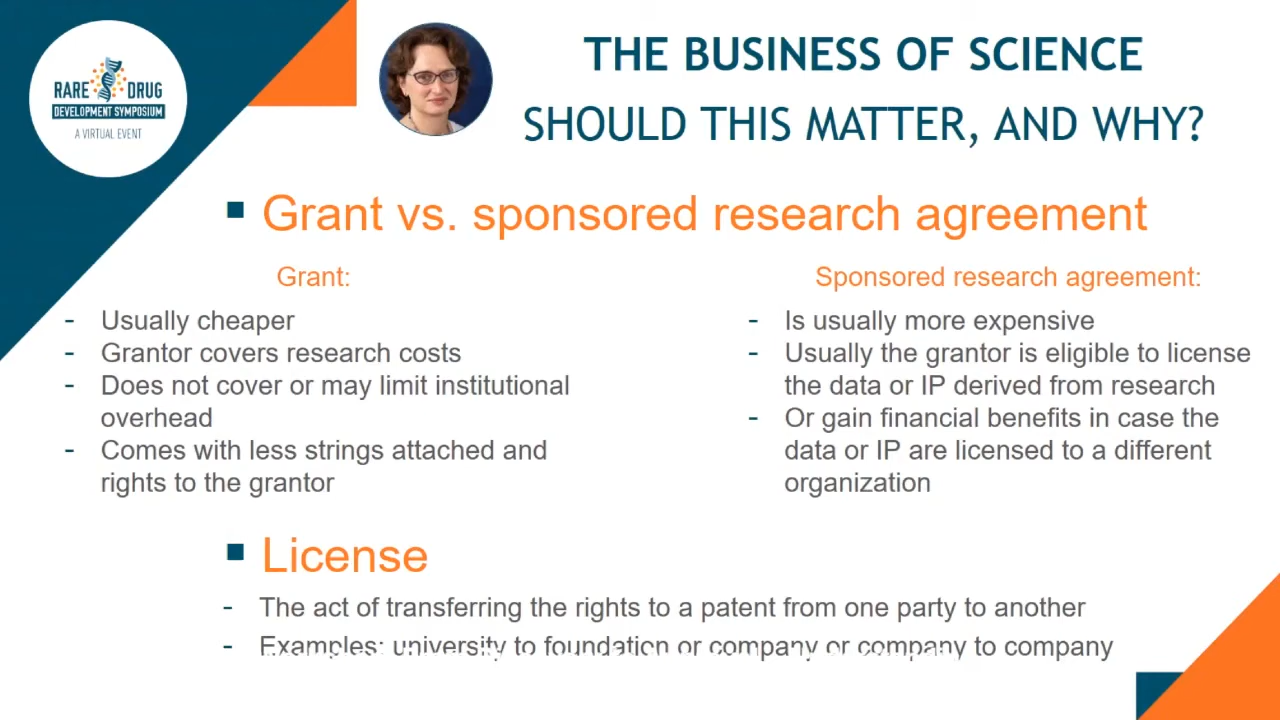 RARE DRUG
DEVELOPMENT SYMPOSIUM
A VIRTUAL EVENT
THE BUSINESS OF SCIENCE
SHOULD THIS MATTER, AND WHY?
▪ Grant vs. sponsored research agreement
Grant:
- Usually cheaper
- Grantor covers research costs
- Does not cover or may limit institutional
overhead
- Comes with less strings attached and
rights to the grantor
Sponsored research agreement:
- Is usually more expensive
- Usually the grantor is eligible to license
the data or IP derived from research
- Or gain financial benefits in case the
data or IP are licensed to a different
organization
▪ License
- The act of transferring the rights to a patent from one party to another
- Examples: university to foundation or company or company to company